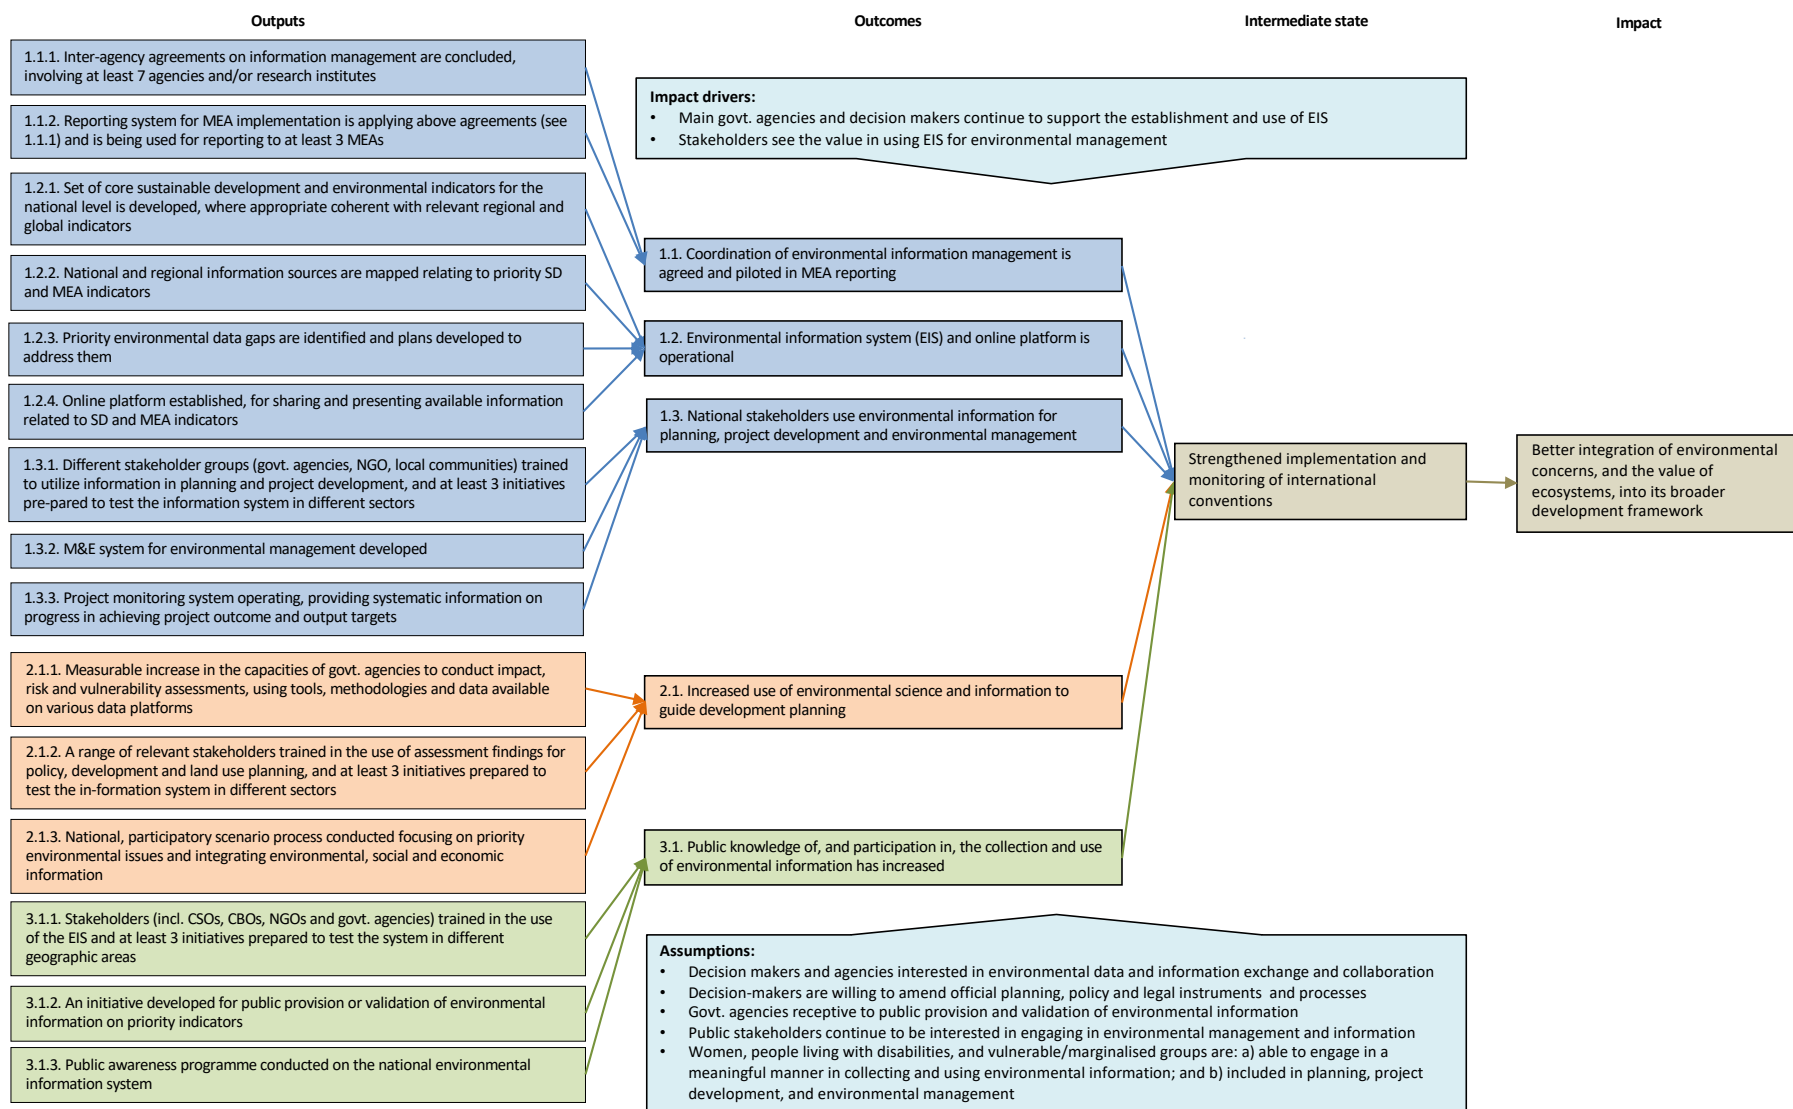 Outputs
Outcomes
Intermediate state
Impact
1.1.1. Inter-agency agreements on information management are concluded,
involving at least 7 agencies and/or research institutes
1.1.2. Reporting system for MEA implementation is applying above agreements (see
1.1.1) and is being used for reporting to at least 3 MEAs
1.2.1. Set of core sustainable development and environmental indicators for the
national level is developed, where appropriate coherent with relevant regional and
global indicators
1.2.2. National and regional information sources are mapped relating to priority SD
and MEA indicators
1.2.3. Priority environmental data gaps are identified and plans developed to
address them
1.2.4. Online platform established, for sharing and presenting available information
related to SD and MEA indicators
1.3.1. Different stakeholder groups (govt. agencies, NGO, local communities) trained
to utilize information in planning and project development, and at least 3 initiatives
pre-pared to test the information system in different sectors
1.3.2. M&E system for environmental management developed
1.3.3. Project monitoring system operating, providing systematic information on
progress in achieving project outcome and output targets
2.1.1. Measurable increase in the capacities of govt. agencies to conduct impact,
risk and vulnerability assessments, using tools, methodologies and data available
on various data platforms
2.1.2. A range of relevant stakeholders trained in the use of assessment findings for
policy, development and land use planning, and at least 3 initiatives prepared to
test the in-formation system in different sectors
2.1.3. National, participatory scenario process conducted focusing on priority
environmental issues and integrating environmental, social and economic
information
3.1.1. Stakeholders (incl. CSOs, CBOs, NGOs and govt. agencies) trained in the use
of the EIS and at least 3 initiatives prepared to test the system in different
geographic areas
3.1.2. An initiative developed for public provision or validation of environmental
information on priority indicators
3.1.3. Public awareness programme conducted on the national environmental
information system
Impact drivers:
• Main govt. agencies and decision makers continue to support the establishment and use of EIS
• Stakeholders see the value in using EIS for environmental management
1.1. Coordination of environmental information management is
agreed and piloted in MEA reporting
1.2. Environmental information system (EIS) and online platform is
operational
1.3. National stakeholders use environmental information for
planning, project development and environmental management
2.1. Increased use of environmental science and information to
guide development planning
3.1. Public knowledge of, and participation in, the collection and use
of environmental information has increased
Assumptions:
• Decision makers and agencies interested in environmental data and information exchange and collaboration
• Decision-makers are willing to amend official planning, policy and legal instruments and processes
• Govt. agencies receptive to public provision and validation of environmental information
• Public stakeholders continue to be interested in engaging in environmental management and information
• Women, people living with disabilities, and vulnerable/marginalised groups are: a) able to engage in a
meaningful manner in collecting and using environmental information; and b) included in planning, project
development, and environmental management
Strengthened implementation and
monitoring of international
conventions
Better integration of environmental
concerns, and the value of
ecosystems, into its broader
development framework